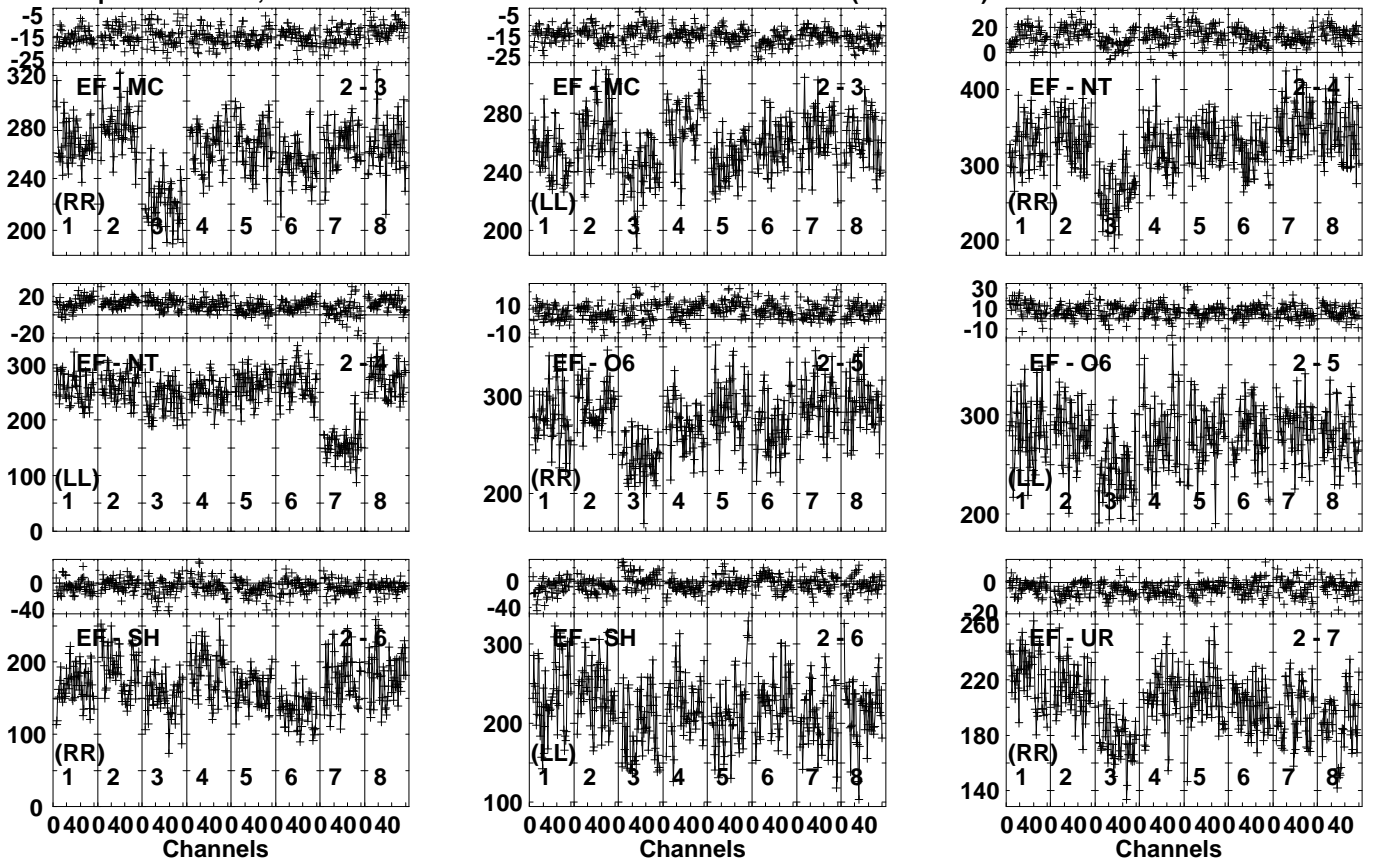 -5 -15 -25
320 280 240 200
EF - MC 2 - 3
(RR)
1 2 3 4 5 6 7 8
-5 -15 -25
280 240 200
EF - MC 2 - 3
(LL)
1 2 3 4 5 6 7 8
20 0
400 300 200
EF - NT 2 - 4
(RR)
1 2 3 4 5 6 7 8
20 -20
300 200 100 0
EF - NT 2 - 4
(LL)
1 2 3 4 5 6 7 8
10 -10
300 200
EF - O6 2 - 5
(RR)
1 2 3 4 5 6 7 8
30 10 -10
300 200
EF - O6 2 - 5
(LL)
1 2 3 4 5 6 7 8
0 -40
200 100 0
EF - SH 2 - 6
(RR)
1 2 3 4 5 6 7 8
0 40 0 40 0 40 0 40 0 40 0 40 0 40 0 40
Channels
0 -40
300 200 100
EF - SH 2 - 6
(LL)
1 2 3 4 5 6 7 8
0 40 0 40 0 40 0 40 0 40 0 40 0 40 0 40
Channels
0 -20
260 220 180 140
EF - UR 2 - 7
(RR)
1 2 3 4 5 6 7 8
0 40 0 40 0 40 0 40 0 40 0 40 0 40 0 40
Channels